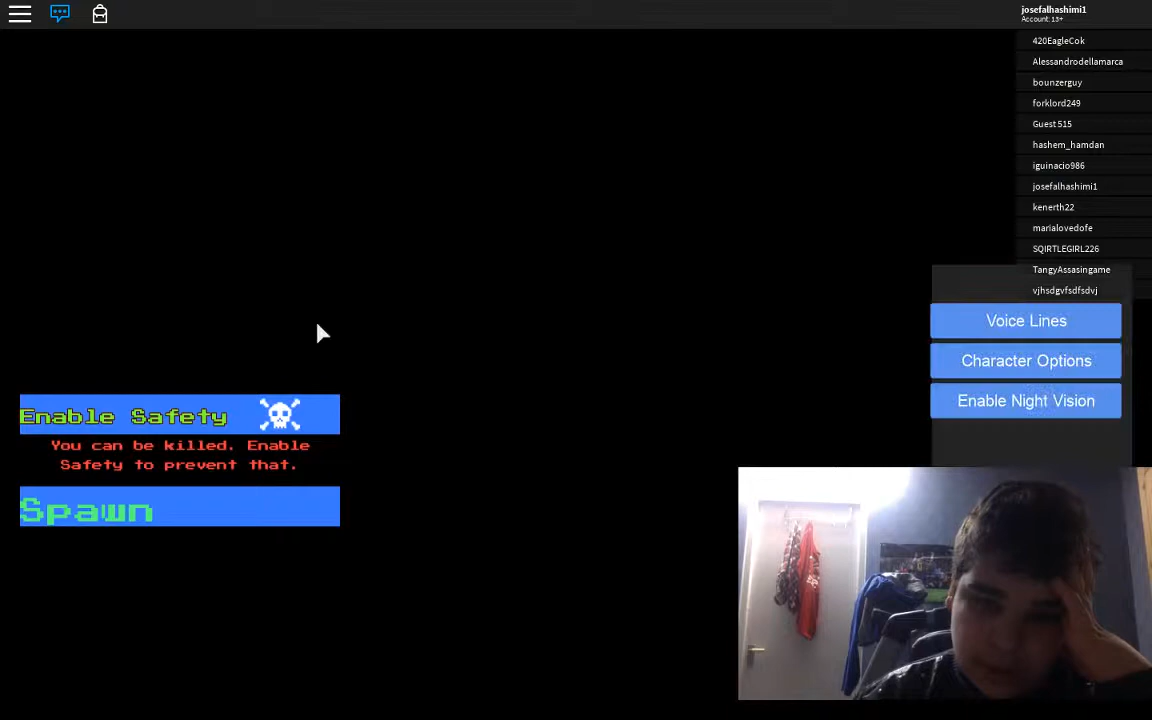 josefalhashimi1
Account: 13+
420EagleCok
Alessandrodellamarca
bounzerguy
forklord249
Guest 515
hashem_hamdan
iguinacio986
josefalhashimi1
kenerth22
marialovedofe
SQIRTLEGIRL226
TangyAssasingame
vjhsdgvfsdfsdvj
Voice Lines
Character Options
Enable Night Vision
Enable Safety
You can be killed. Enable
Safety to prevent that.
Spawn